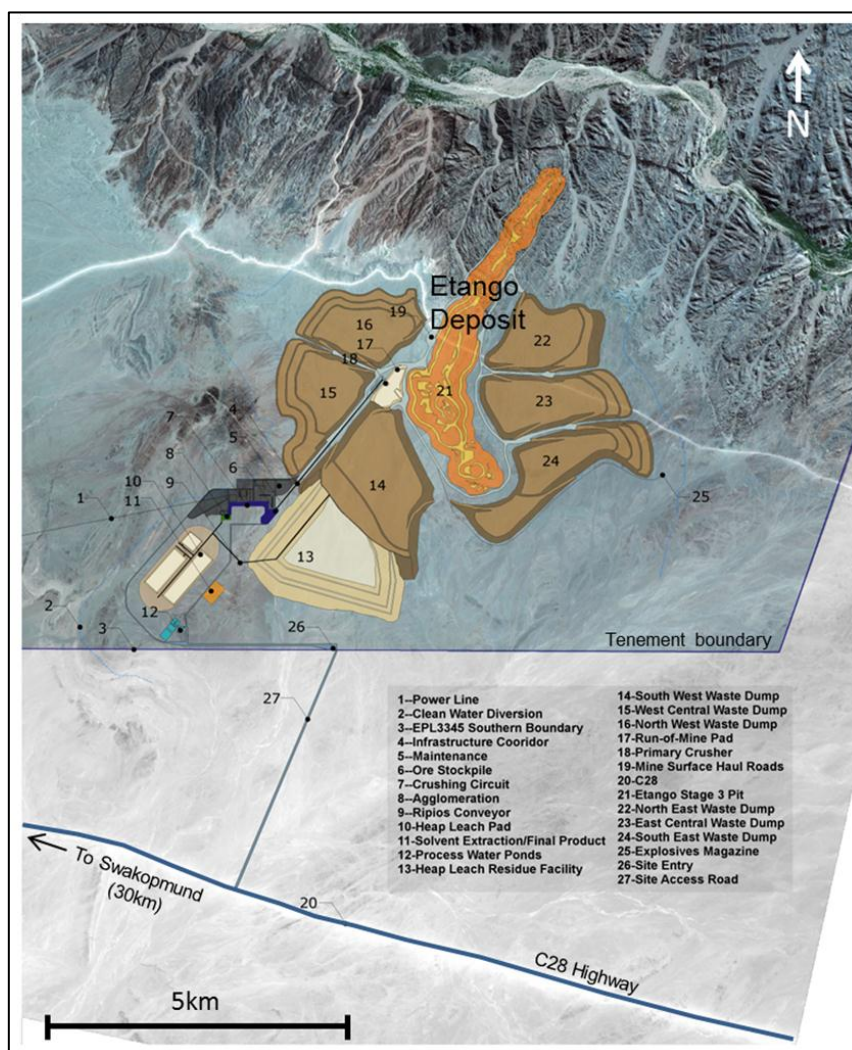 N
Etango
Deposit
16
19
22
17
18
21
15
7
4
23
8
5
24
10
9
6
14
1
11
25
13
2
12
3
26
Tenement boundary
27
1--Power Line
2--Clean Water Diversion
3--EPL3345 Southern Boundary
4--Infrastructure Cooridor
5--Maintenance
6--Ore Stockpile
7--Crushing Circuit
8--Agglomeration
9--Ripios Conveyor
10-Heap Leach Pad
11-Solvent Extraction/Final Product
12-Process Water Ponds
13-Heap Leach Residue Facility
14-South West Waste Dump
15-West Central Waste Dump
16-North West Waste Dump
17-Run-of-Mine Pad
18-Primary Crusher
19-Mine Surface Haul Roads
20-C28
21-Etango Stage 3 Pit
22-North East Waste Dump
23-East Central Waste Dump
24-South East Waste Dump
25-Explosives Magazine
26-Site Entry
27-Site Access Road
To Swakopmund
(30km)
20
C28 Highway
5km